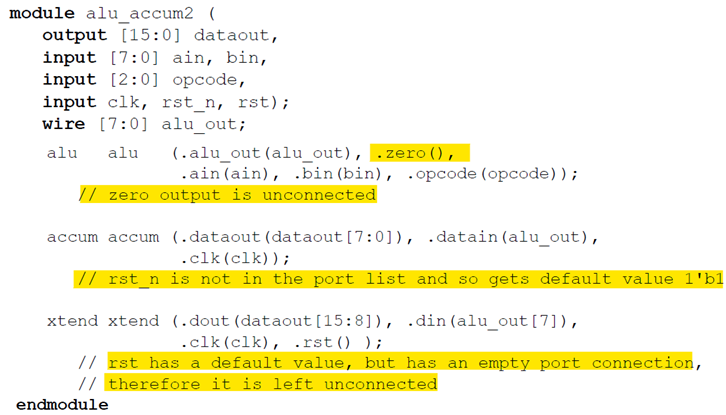 module alu_accum2 (
output [15:0] dataout,
input [7:0] ain, bin,
input [2:0] opcode,
input clk, rst_n, rst);
wire [7:0] alu_out;
alu alu (.alu_out(alu_out), .zero(),
.ain(ain), .bin(bin), .opcode(opcode));
// zero output is unconnected
accum accum (.dataout(dataout[7:0]), .datain(alu_out),
.clk(clk));
// rst_n is not in the port list and so gets default value 1'b1
xtend xtend (.dout(dataout[15:8]), .din(alu_out[7]),
.clk(clk), .rst() );
// rst has a default value, but has an empty port connection,
// therefore it is left unconnected
endmodule